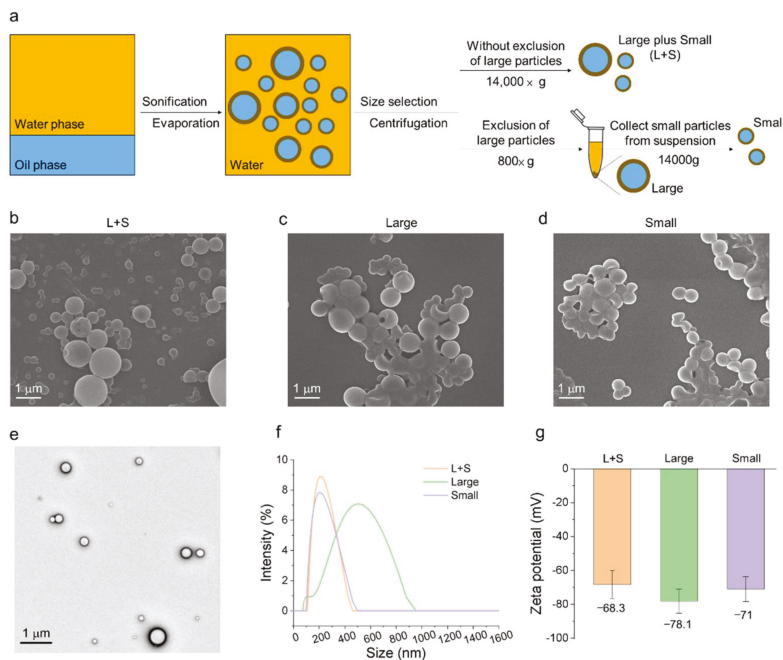 a
Water phase
Oil phase
Sonification
Evaporation
Water
Size selection
Centrifugation
Without exclusion
of large particles
14,000 × g
Large plus Small
(L+S)
Exclusion of
large particles
800× g
Large
Collect small particles
from suspension
14000g
Small
b
L+S
1 μm
c
Large
1 μm
d
Small
1 μm
e
1 μm
f
L+S
Large
Small
Intensity (%)
10
8
6
4
2
0
0 200 400 600 800 1000 1200 1400 1600
Size (nm)
g
L+S
Large
Small
Zeta potential (mV)
0
−20
−40
−60
−80
−100
−68.3
−78.1
−71